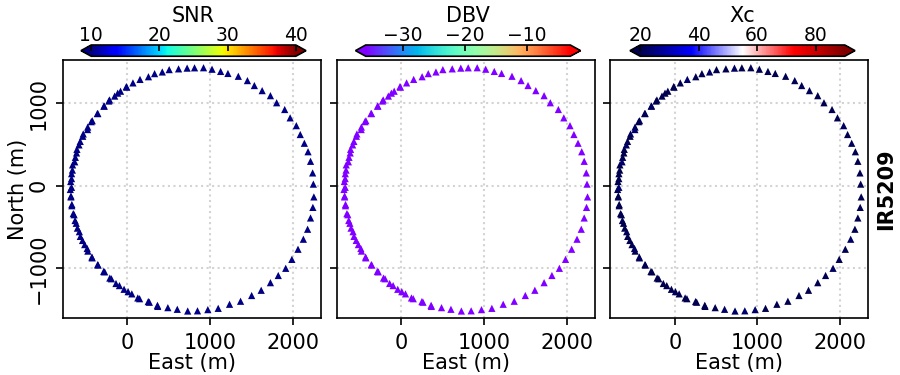 SNR DBV Xc
10 20 30 40 −30 −20 −10 20 40 60 80
1000
0
−1000
North (m)
IR5209
0 1000 2000 0 1000 2000 0 1000 2000
East (m) East (m) East (m)